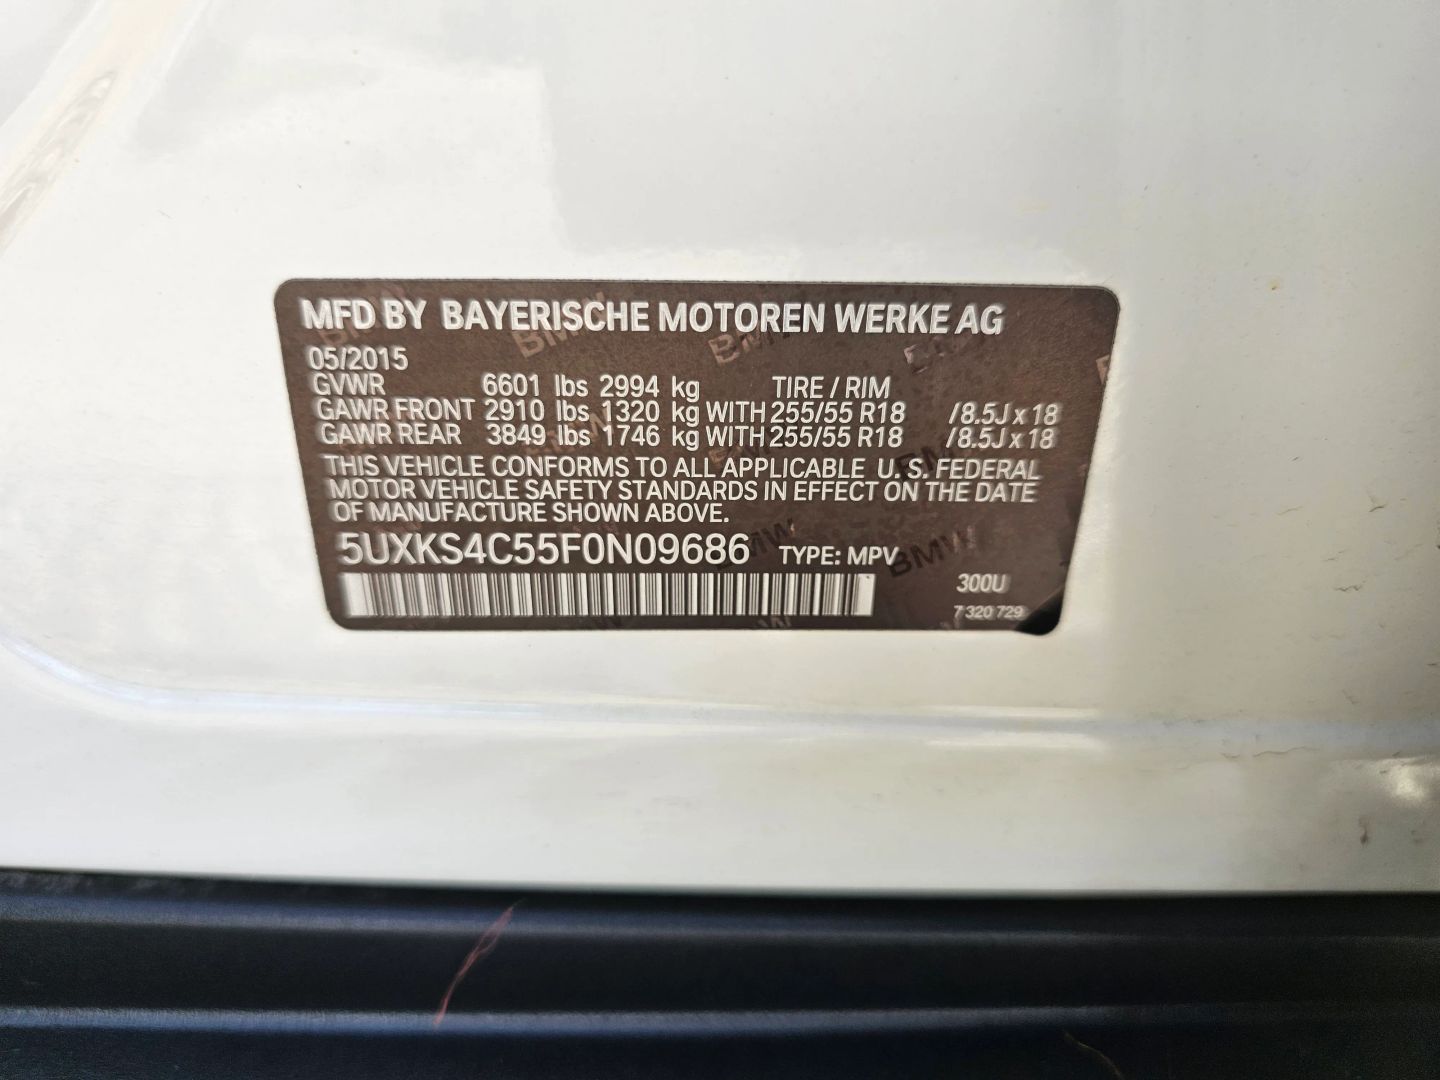 MFD BY BAYERISCHE MOTOREN WERKE AG
05/2015
GVWR 6601 lbs 2994 kg TIRE / RIM
GAWR FRONT 2910 lbs 1320 kg WITH 255/55 R18 /8.5J x 18
GAWR REAR 3849 lbs 1746 kg WITH 255/55 R18 /8.5J x 18
THIS VEHICLE CONFORMS TO ALL APPLICABLE U. S. FEDERAL
MOTOR VEHICLE SAFETY STANDARDS IN EFFECT ON THE DATE
OF MANUFACTURE SHOWN ABOVE.
5UXKS4C55F0N09686 TYPE: MPV
300U
7 320 729